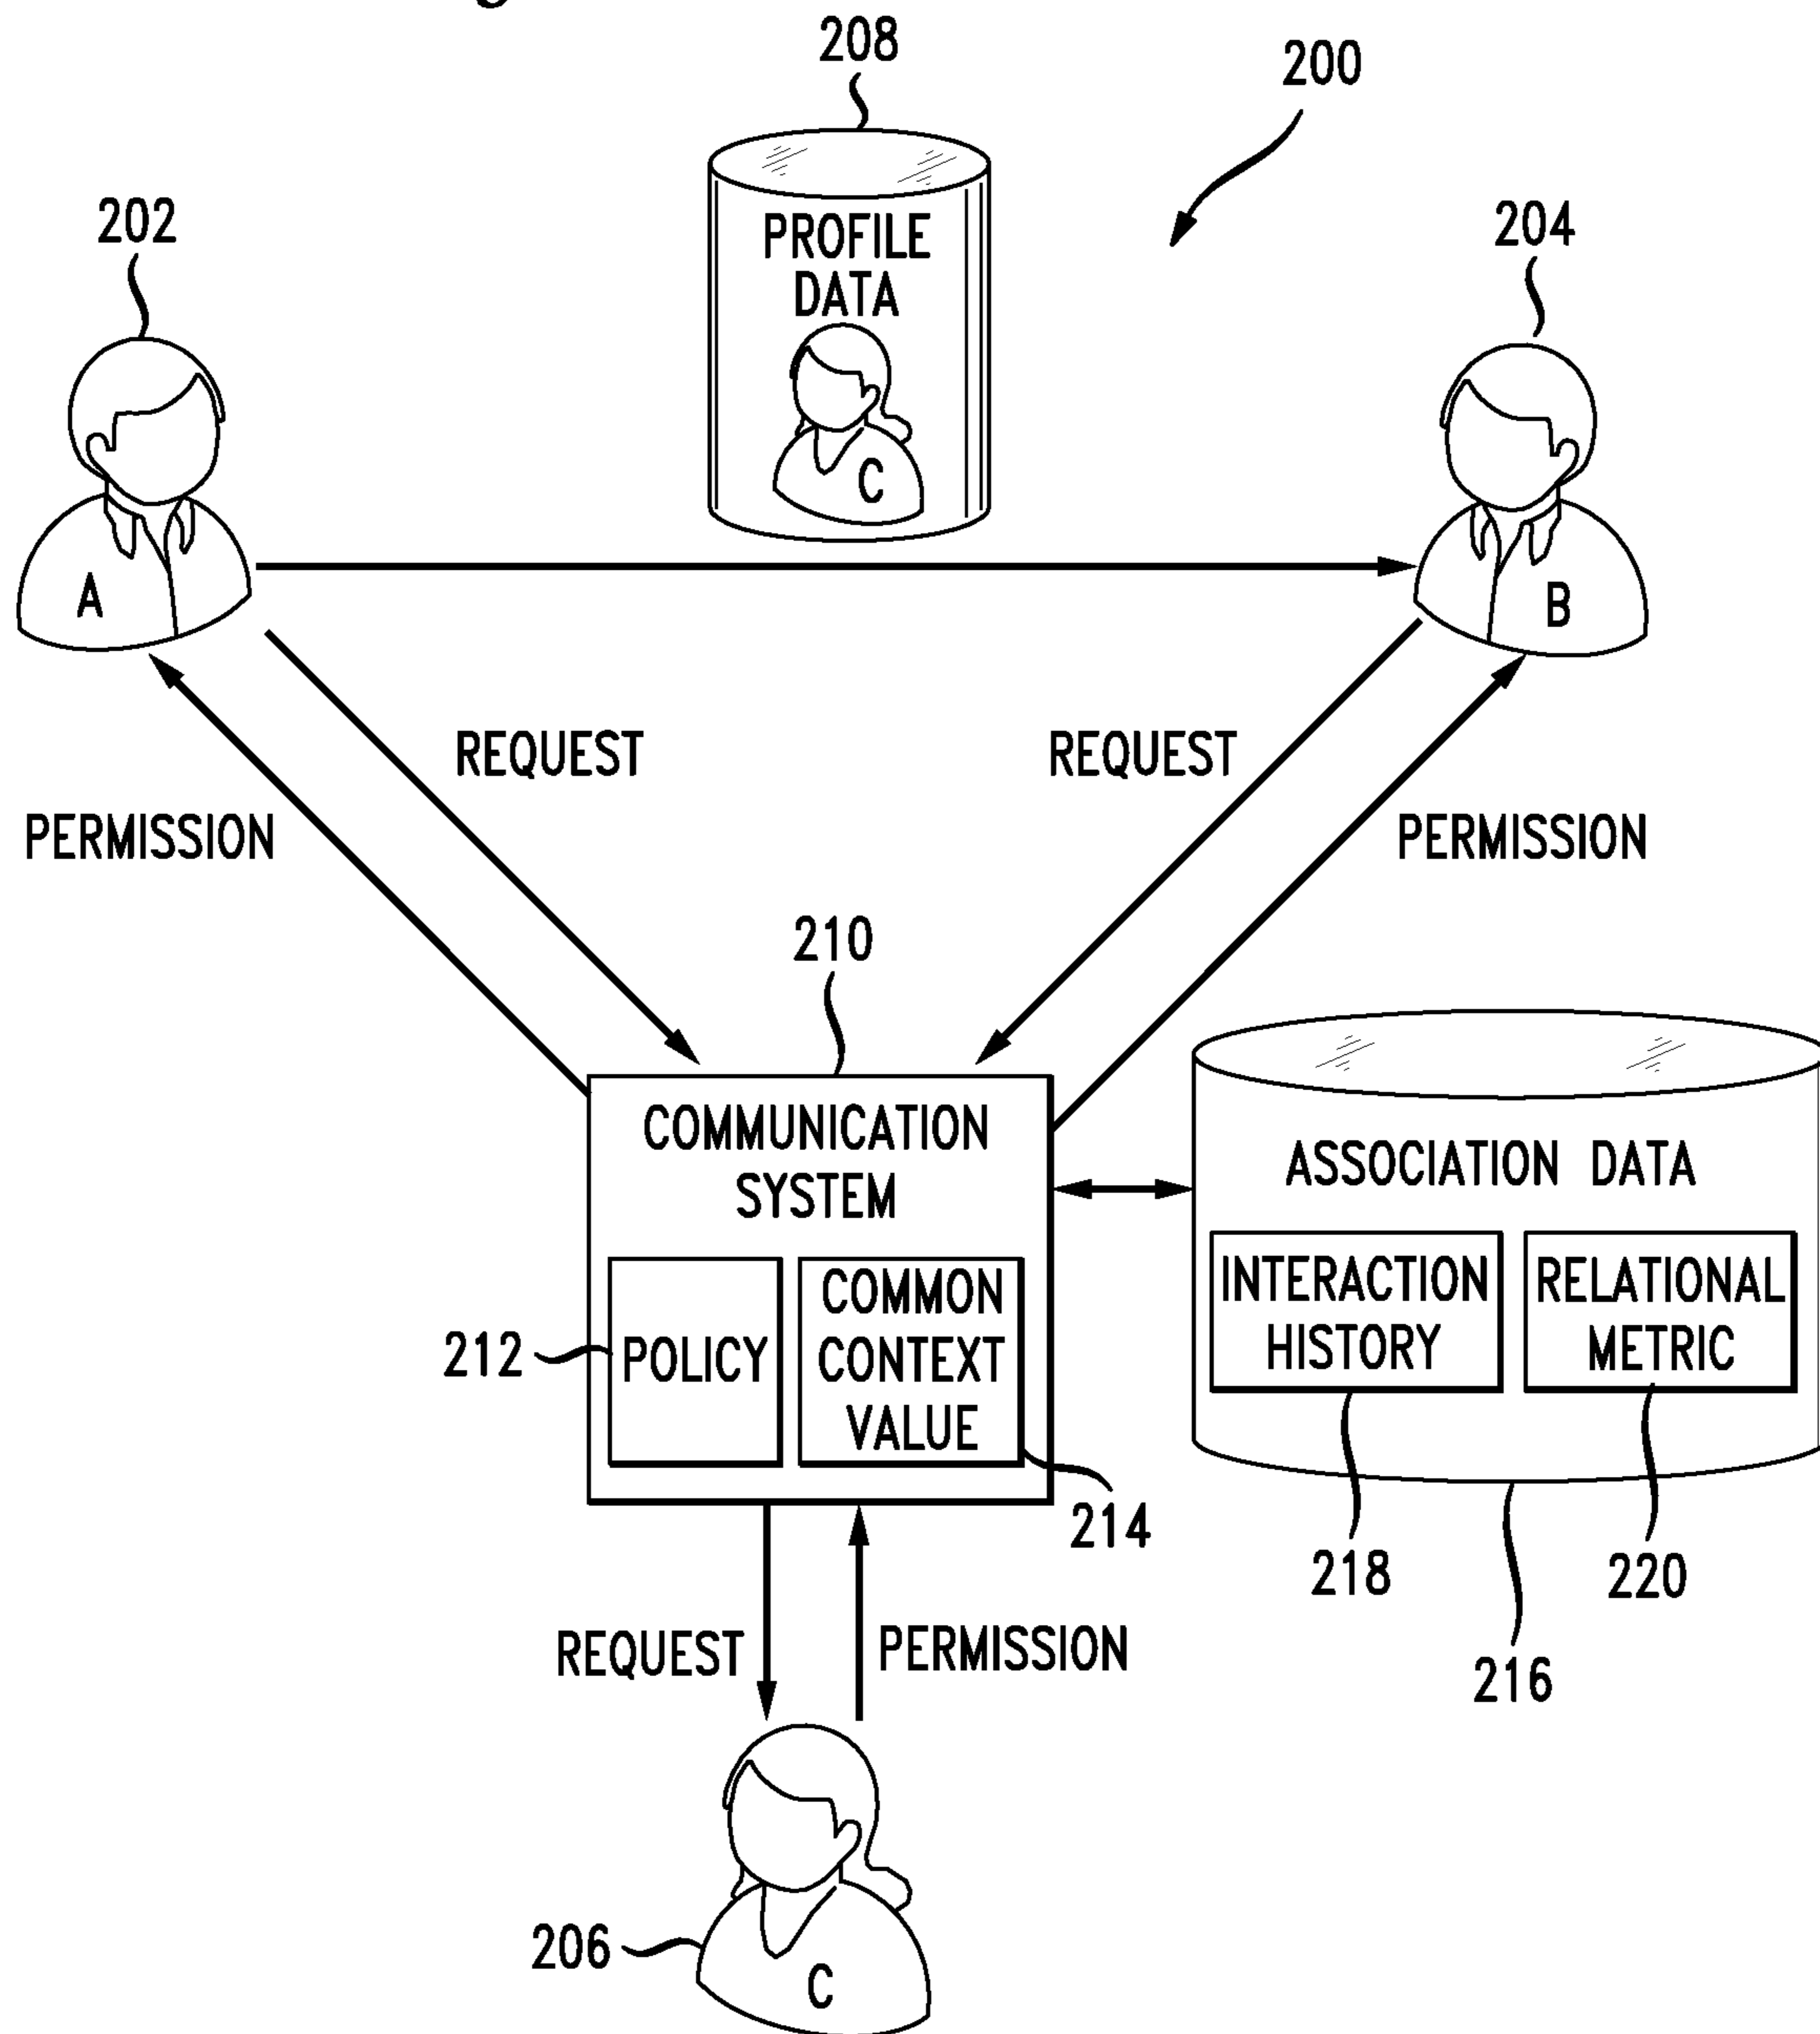 208
200
202
204
PROFILE
DATA
C
A
B
REQUEST
REQUEST
PERMISSION
PERMISSION
210
COMMUNICATION
SYSTEM
ASSOCIATION DATA
212
POLICY
COMMON
CONTEXT
VALUE
INTERACTION
HISTORY
RELATIONAL
METRIC
214
218
220
REQUEST
PERMISSION
216
206
C